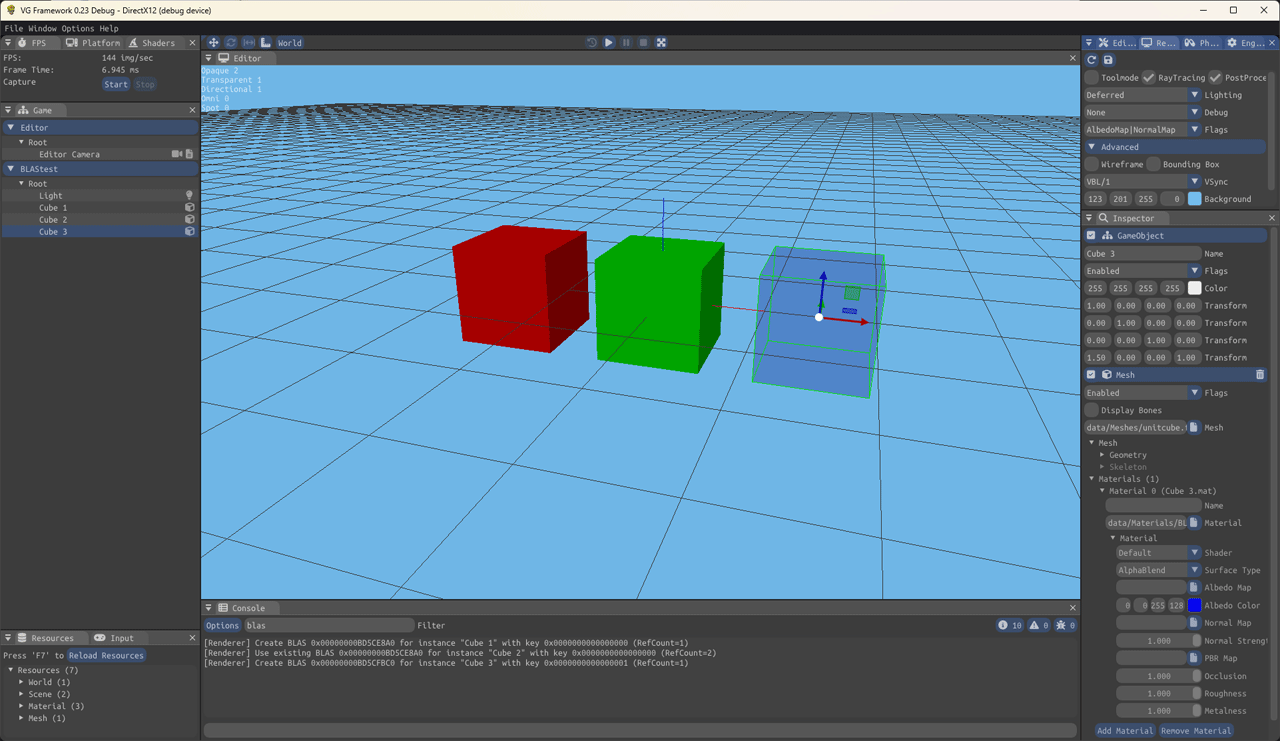 VG Framework 0.23 Debug - DirectX12 (debug device)
File Window Options Help
FPS Platform Shaders
FPS: 144 img/sec
Frame Time: 6.945 ms
Capture Start Stop
Game
Editor
Root
Editor Camera
BLAStest
Root
Light
Cube 1
Cube 2
Cube 3
Resources Input
Press 'F7' to Reload Resources
Resources (7)
World (1)
Scene (2)
Material (3)
Mesh (1)
World
Editor
Opaque 2
Transparent 1
Directional 1
Omni 0
Spot 0
Console
Options blas Filter
10 0 0
[Renderer] Create BLAS 0x00000000BD5CE8A0 for instance "Cube 1" with key 0x0000000000000000 (RefCount=1)
[Renderer] Use existing BLAS 0x00000000BD5CE8A0 for instance "Cube 2" with key 0x0000000000000000 (RefCount=2)
[Renderer] Create BLAS 0x00000000BD5CFBC0 for instance "Cube 3" with key 0x0000000000000001 (RefCount=1)
Edi... Re... Ph... Eng...
Toolmode RayTracing PostProce
Deferred Lighting
None Debug
AlbedoMap|NormalMap Flags
Advanced
Wireframe Bounding Box
VBL/1 VSync
123 201 255 0 Background
Inspector
GameObject
Cube 3 Name
Enabled Flags
255 255 255 255 Color
1.00 0.00 0.00 0.00 Transform
0.00 1.00 0.00 0.00 Transform
0.00 0.00 1.00 0.00 Transform
1.50 0.00 0.00 1.00 Transform
Mesh
Enabled Flags
Display Bones
data/Meshes/unitcube. Mesh
Mesh
Geometry
Skeleton
Materials (1)
Material 0 (Cube 3.mat)
Name
data/Materials/BL Material
Material
Default Shader
AlphaBlend Surface Type
Albedo Map
0 0 255 128 Albedo Color
Normal Map
1.000 Normal Strengt
PBR Map
1.000 Occlusion
1.000 Roughness
1.000 Metalness
Add Material Remove Material